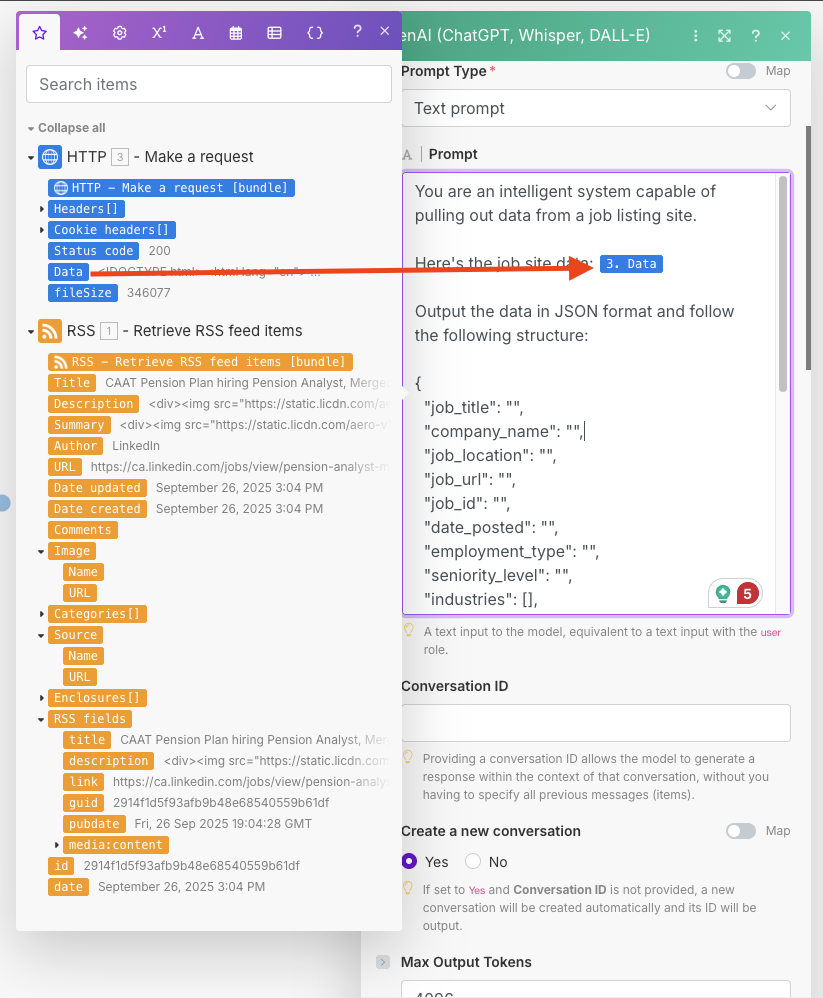 ? ×
Search items
Collapse all
HTTP 3 - Make a request
HTTP – Make a request [bundle]
Headers[]
Cookie headers[]
Status code 200
Data
fileSize 346077
RSS 1 - Retrieve RSS feed items
RSS – Retrieve RSS feed items [bundle]
Title CAAT Pension Plan hiring Pension Analyst,
Description <div><img src="https://static.licdn.com/
Summary <div><img src="https://static.licdn.com/aero-v
Author LinkedIn
URL https://ca.linkedin.com/jobs/view/pension-analyst-
Date updated September 26, 2025 3:04 PM
Date created September 26, 2025 3:04 PM
Comments
Image
Name
URL
Categories[]
Source
Name
URL
Enclosures[]
RSS fields
title CAAT Pension Plan hiring Pension Analyst,
description <div><img src="https://static.licdn.com
link https://ca.linkedin.com/jobs/view/pension-
guid 2914f1d5f93afb9b48e68540559b61df
pubdate Fri, 26 Sep 2025 19:04:28 GMT
media:content
id 2914f1d5f93afb9b48e68540559b61df
date September 26, 2025 3:04 PM
enAI (ChatGPT, Whisper, DALL-E) ? ×
Prompt Type* Map
Text prompt
A | Prompt
You are an intelligent system capable of
pulling out data from a job listing site.
Here's the job site data: 3. Data
Output the data in JSON format and follow
the following structure:
{
"job_title": "",
"company_name": "",
"job_location": "",
"job_url": "",
"job_id": "",
"date_posted": "",
"employment_type": "",
"seniority_level": "",
"industries": [],
5
A text input to the model, equivalent to a text input with the user
role.
Conversation ID
Providing a conversation ID allows the model to generate a
response within the context of that conversation, without you
having to specify all previous messages (items).
Create a new conversation Map
Yes No
If set to Yes and Conversation ID is not provided, a new
conversation will be created automatically and its ID will be
output.
Max Output Tokens
4096